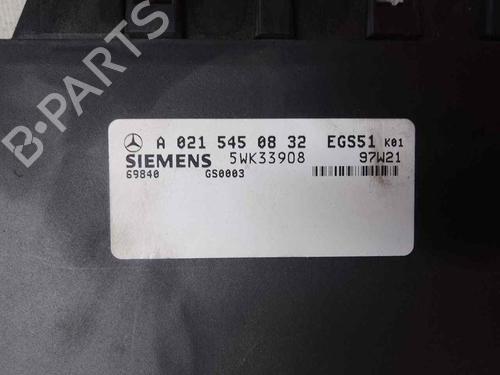 A 021 545 08 32 EGS51 K01
SIEMENS 5WK33908 97W21
69840 GS0003
B-PARTS